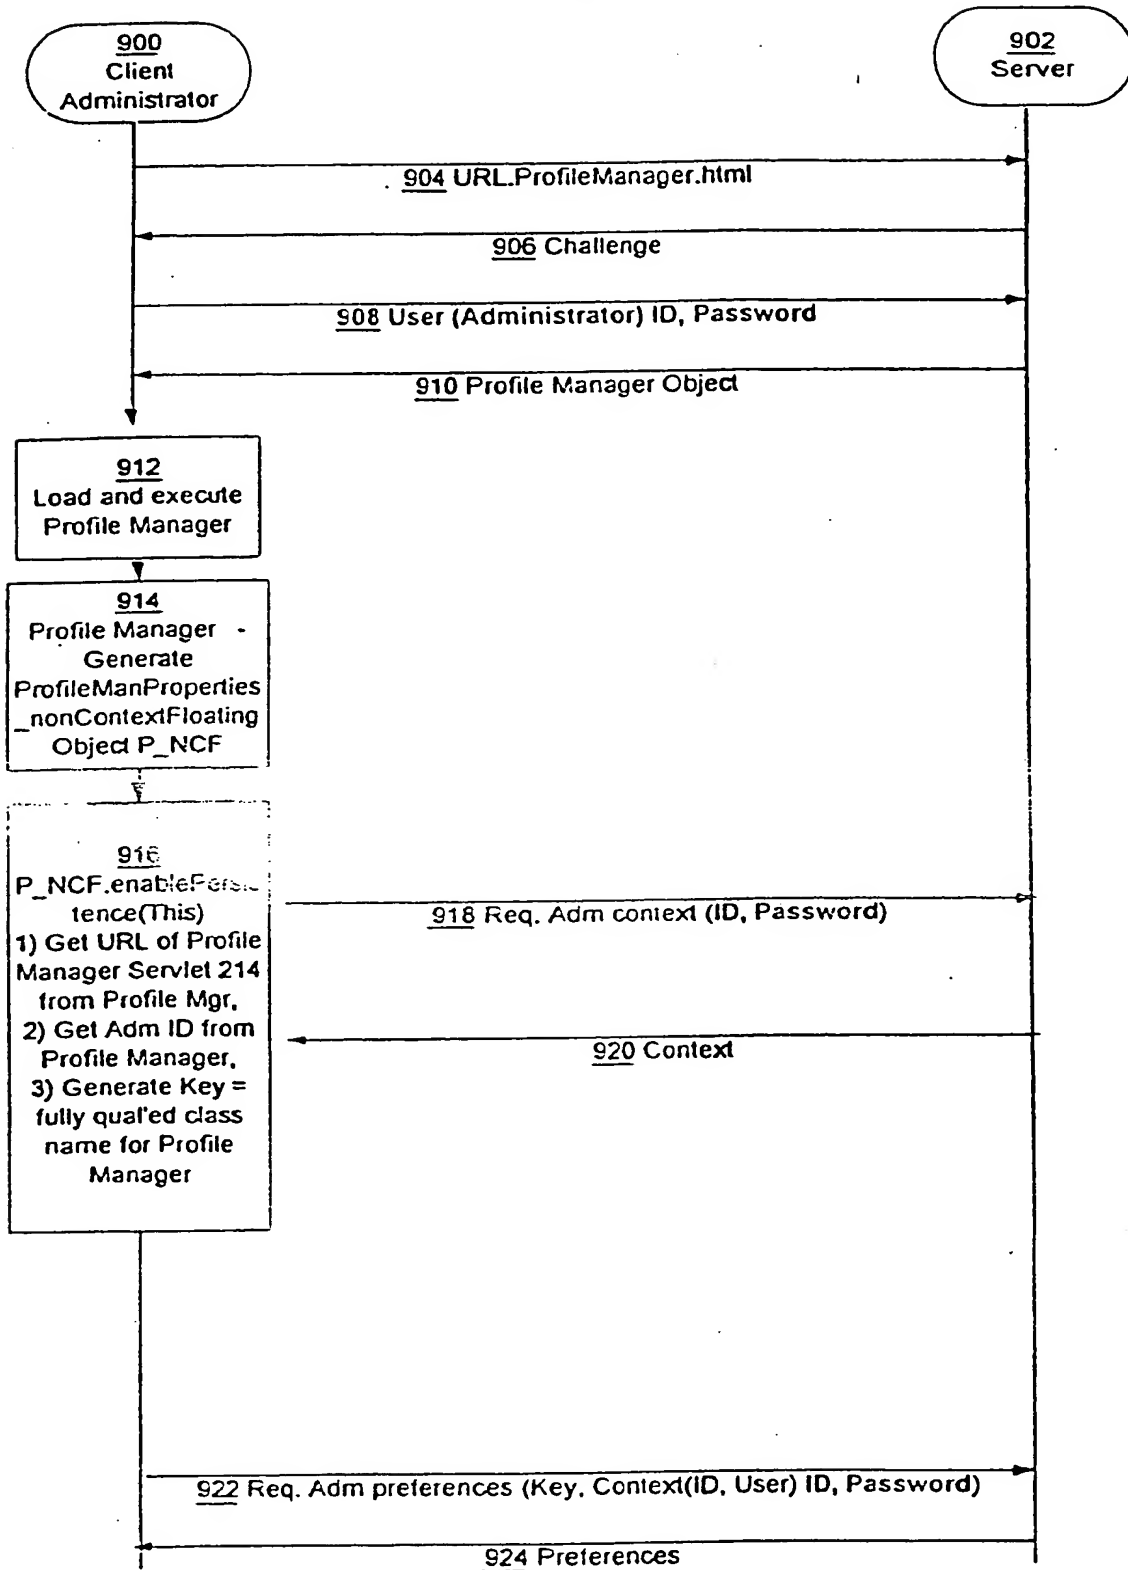 900
Client
Administrator
902
Server
904 URL.ProfileManager.html
906 Challenge
908 User (Administrator) ID, Password
910 Profile Manager Object
912
Load and execute
Profile Manager
914
Profile Manager -
Generate
ProfileManProperties
_nonContextFloating
Object P_NCF
916
P_NCF.enablePersis
tence(This)
1) Get URL of Profile
Manager Servlet 214
from Profile Mgr,
2) Get Adm ID from
Profile Manager,
3) Generate Key =
fully qual'ed class
name for Profile
Manager
918 Req. Adm context (ID, Password)
920 Context
922 Req. Adm preferences (Key, Context(ID, User) ID, Password)
924 Preferences